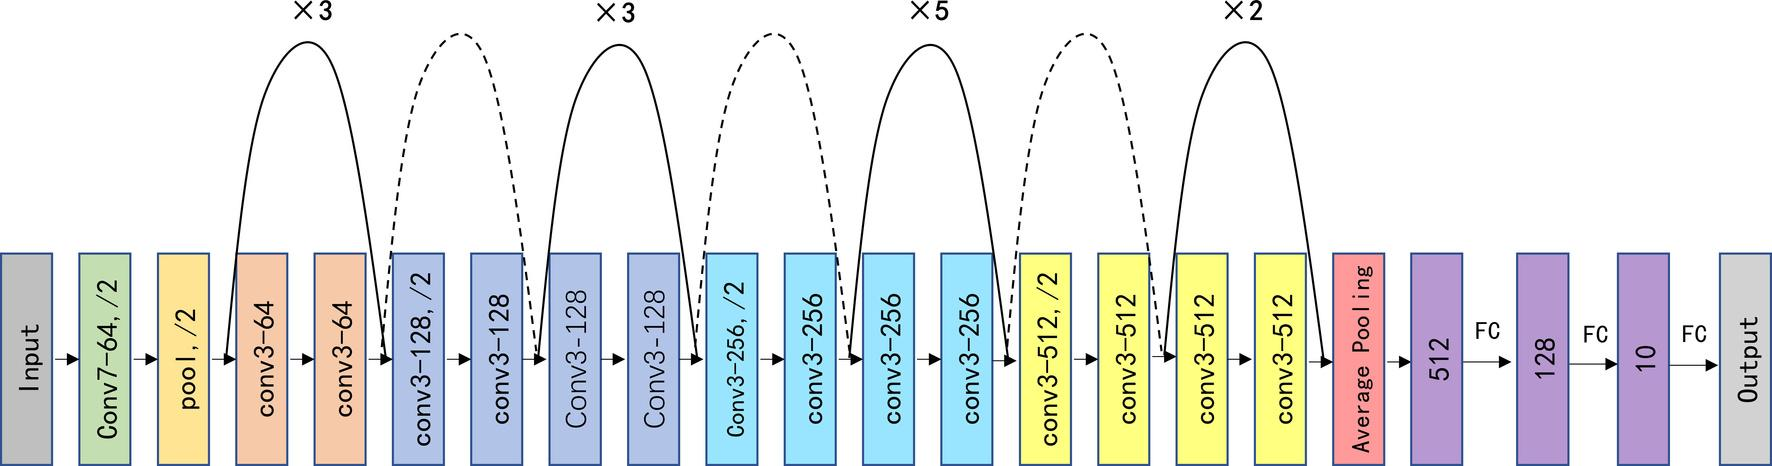 ×3
×3
×5
×2
Input
Conv7-64,/2
pool,/2
conv3-64
conv3-64
conv3-128,/2
conv3-128
Conv3-128
Conv3-128
Conv3-256,/2
conv3-256
conv3-256
conv3-256
conv3-512,/2
conv3-512
conv3-512
conv3-512
Average Pooling
512
FC
128
FC
10
FC
Output